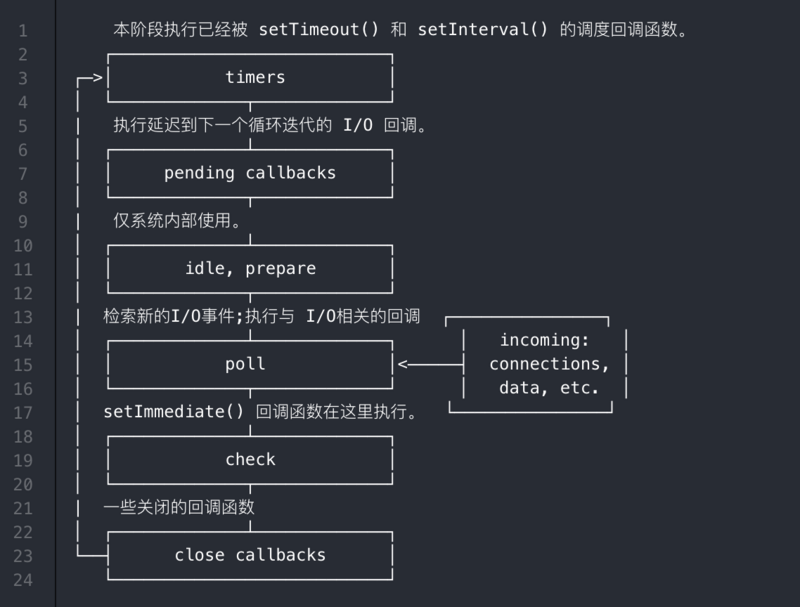 1 本阶段执行已经被 setTimeout() 和 setInterval() 的调度回调函数。
2
3 timers
4
5 执行延迟到下一个循环迭代的 I/O 回调。
6
7 pending callbacks
8
9 仅系统内部使用。
10
11 idle, prepare
12
13 检索新的I/O事件;执行与 I/O相关的回调
14 incoming:
15 poll connections,
16 data, etc.
17 setImmediate() 回调函数在这里执行。
18
19 check
20
21 一些关闭的回调函数
22
23 close callbacks
24